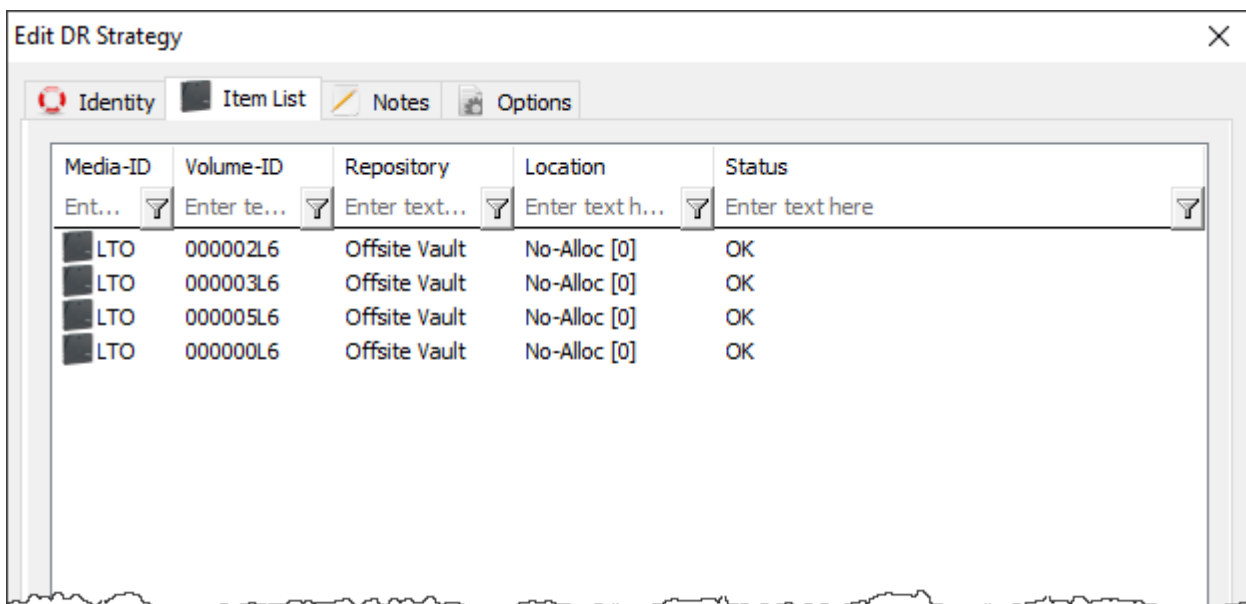 Edit DR Strategy
Identity Item List Notes Options
Media-ID Volume-ID Repository Location Status
Ent... Enter te... Enter text... Enter text h... Enter text here
LTO 000002L6 Offsite Vault No-Alloc [0] OK
LTO 000003L6 Offsite Vault No-Alloc [0] OK
LTO 000005L6 Offsite Vault No-Alloc [0] OK
LTO 000000L6 Offsite Vault No-Alloc [0] OK